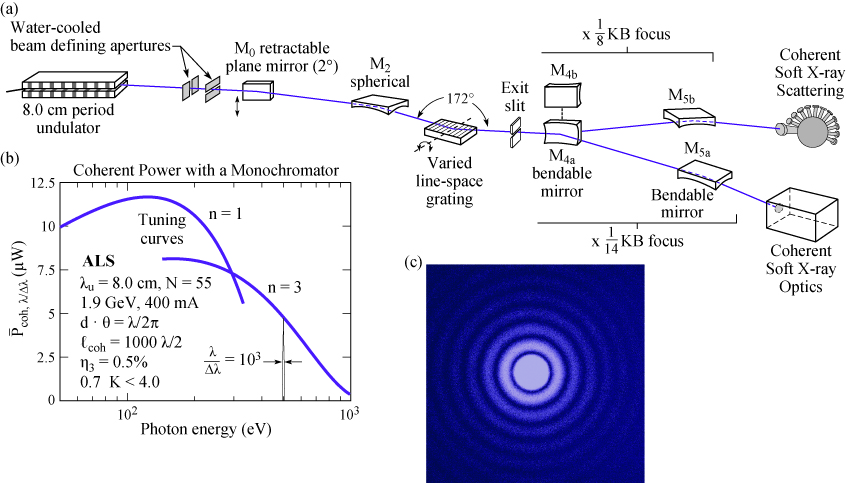 (a)
Water-cooled
beam defining apertures
M0 retractable
plane mirror (2°)
M2
spherical
172°
Exit
slit
x 1/8 KB focus
M4b
M5b
Coherent
Soft X-ray
Scattering
8.0 cm period
undulator
Varied
line-space
grating
M4a
bendable
mirror
M5a
Bendable
mirror
x 1/14 KB focus
Coherent
Soft X-ray
Optics
(b)
Coherent Power with a Monochromator
12.5
10
7.5
5
2.5
0
P̅coh, λ/Δλ (μW)
Tuning
curves
n = 1
n = 3
ALS
λu = 8.0 cm, N = 55
1.9 GeV, 400 mA
d · θ = λ/2π
ℓcoh = 1000 λ/2
η3 = 0.5%
0.7 K < 4.0
λ/Δλ = 10³
10²
10³
Photon energy (eV)
(c)